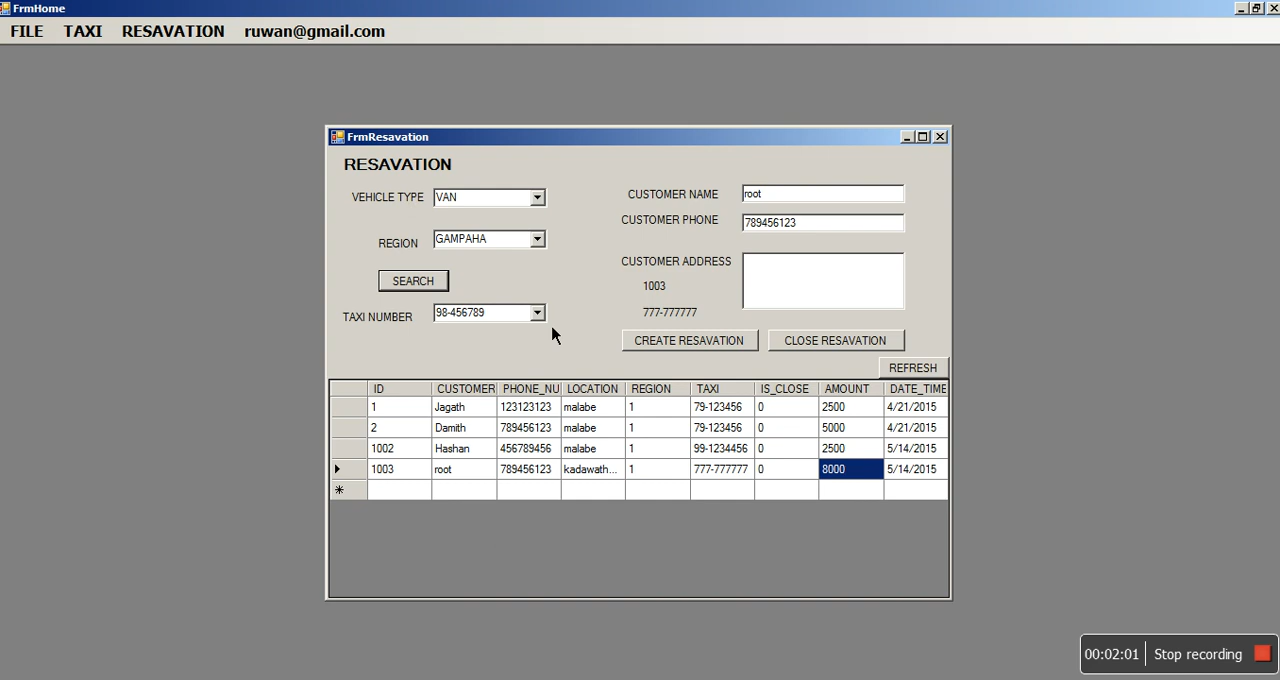 FrmHome
FILE TAXI RESAVATION ruwan@gmail.com
FrmResavation
RESAVATION
VEHICLE TYPE VAN
REGION GAMPAHA
SEARCH
TAXI NUMBER 98-456789
CUSTOMER NAME root
CUSTOMER PHONE 789456123
CUSTOMER ADDRESS
1003
777-777777
CREATE RESAVATION CLOSE RESAVATION
REFRESH
ID CUSTOMER PHONE_NU LOCATION REGION TAXI IS_CLOSE AMOUNT DATE_TIME
1 Jagath 123123123 malabe 1 79-123456 0 2500 4/21/2015
2 Damith 789456123 malabe 1 79-123456 0 5000 4/21/2015
1002 Hashan 456789456 malabe 1 99-1234456 0 2500 5/14/2015
1003 root 789456123 kadawath... 1 777-777777 0 8000 5/14/2015
00:02:01 Stop recording